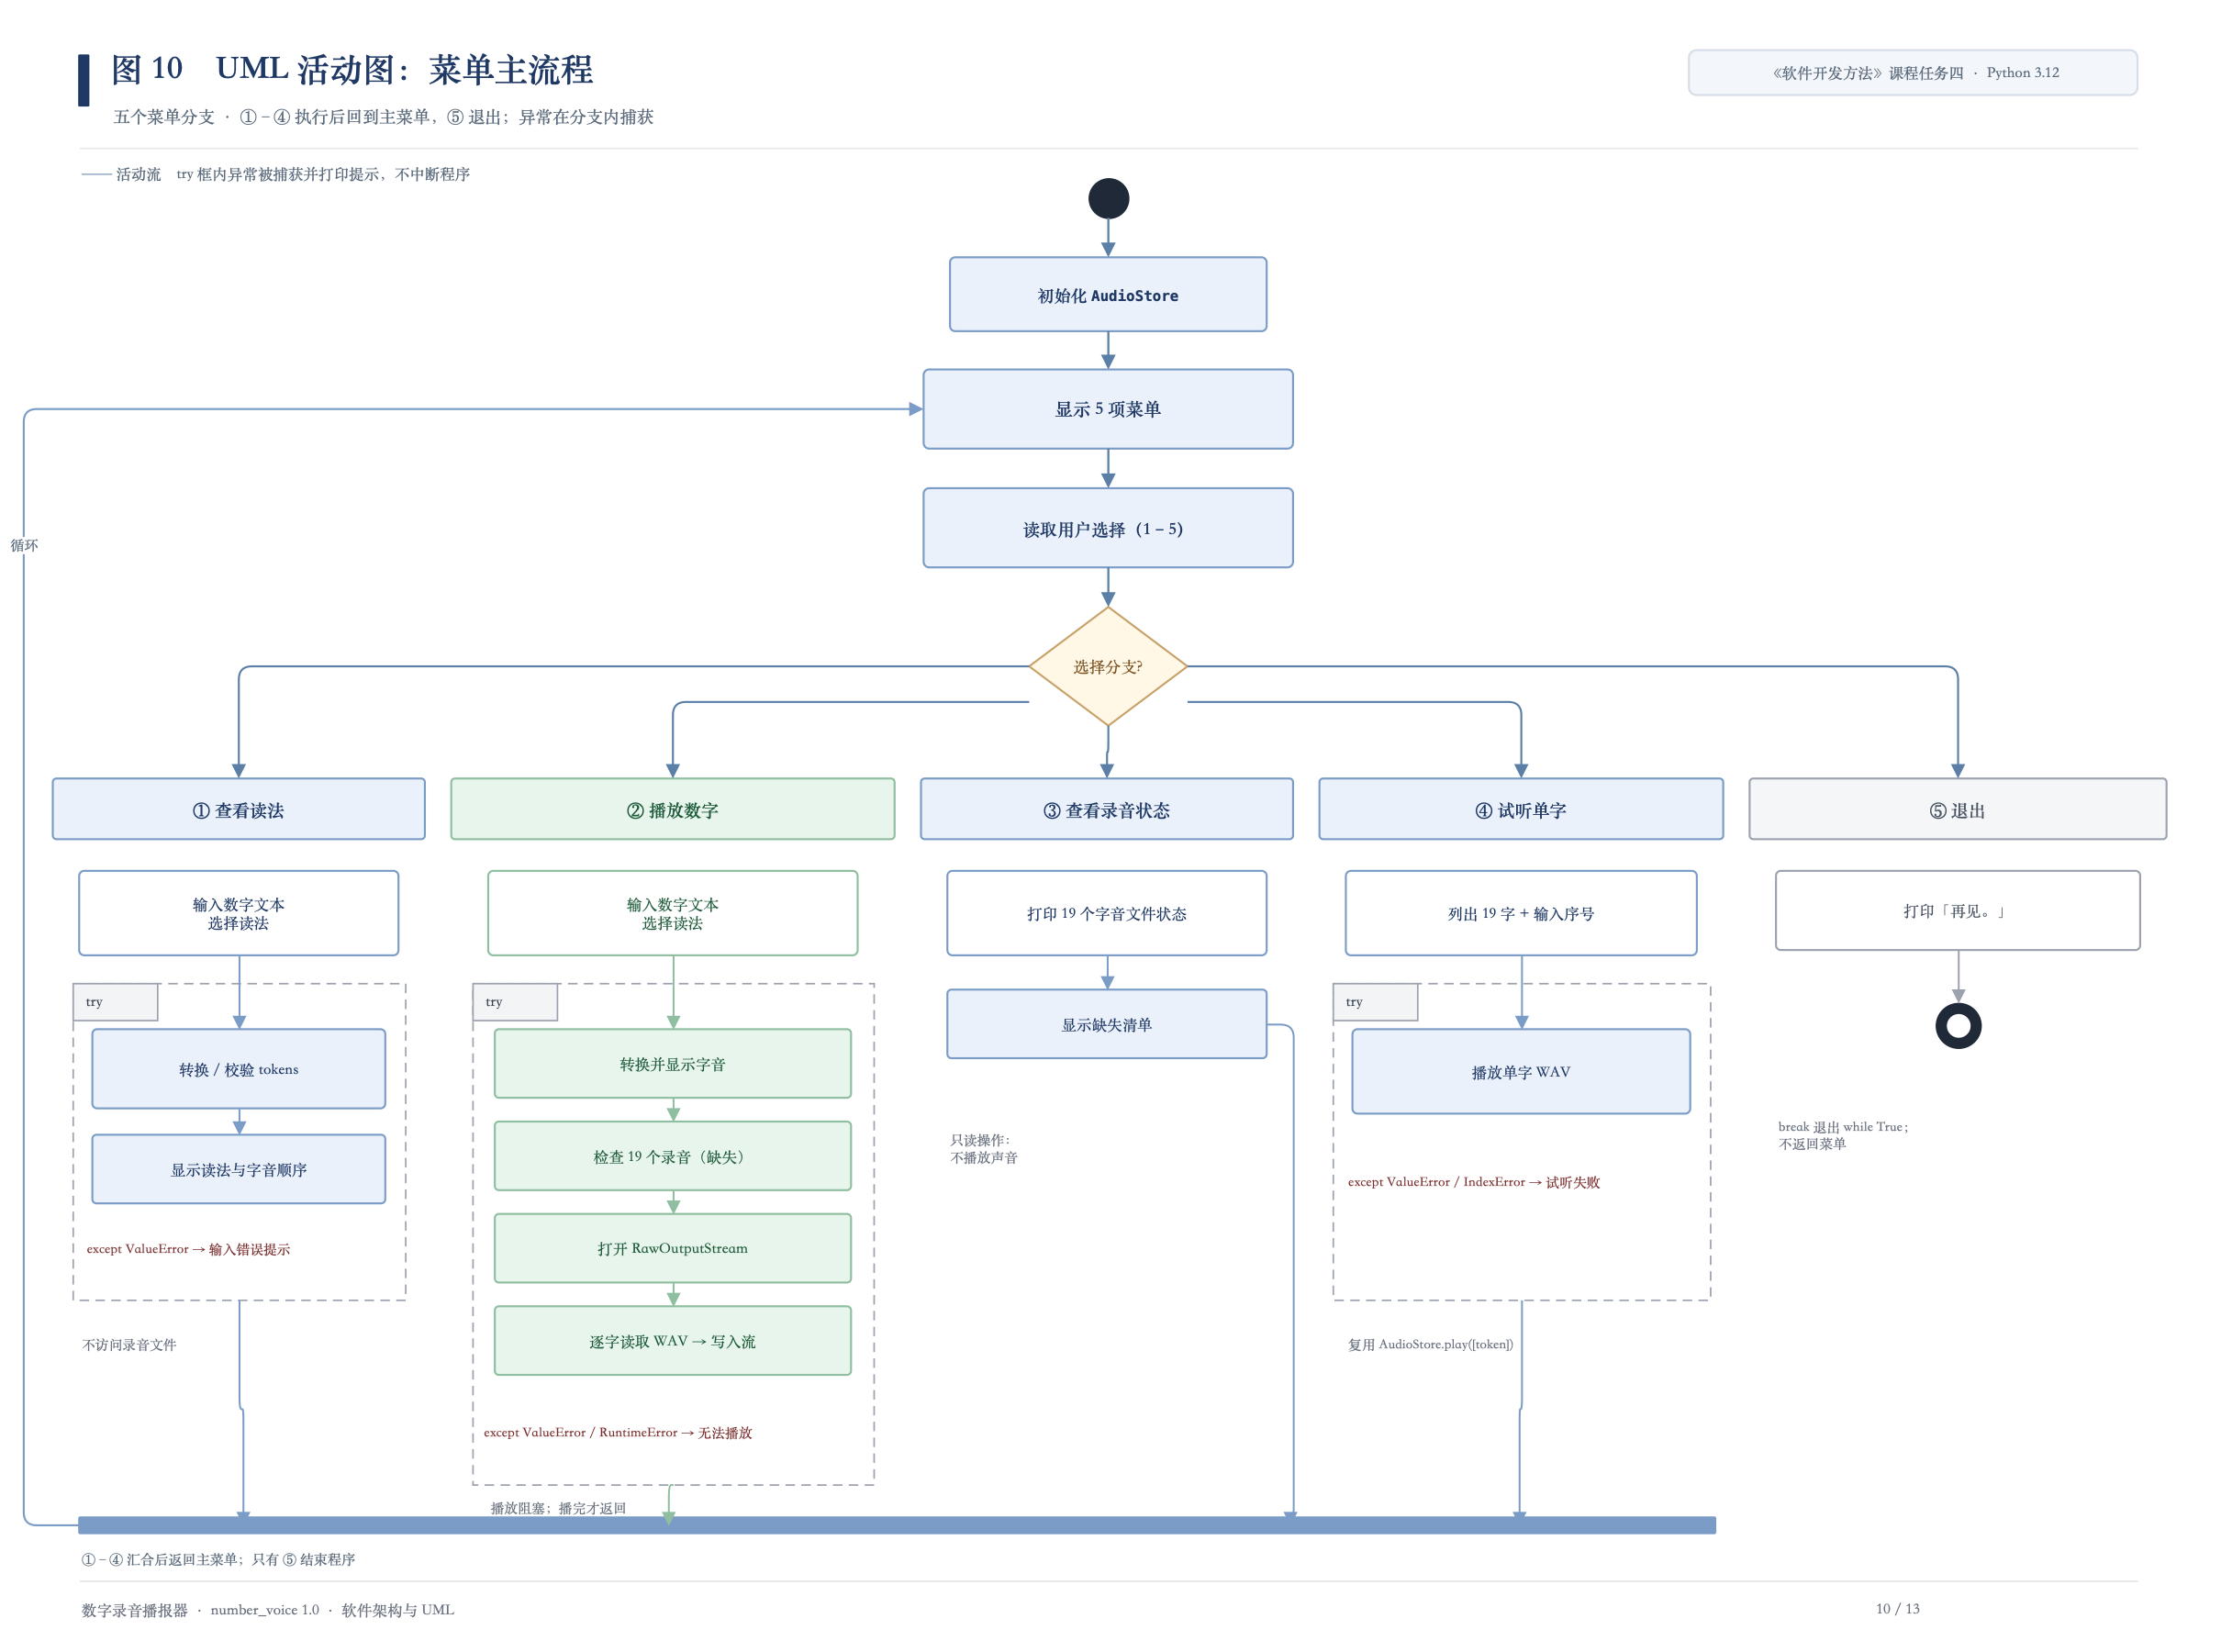 图 10 UML 活动图：菜单主流程
《软件开发方法》课程任务四 · Python 3.12
五个菜单分支 · ①–④ 执行后回到主菜单，⑤ 退出；异常在分支内捕获
活动流 try 框内异常被捕获并打印提示，不中断程序
初始化 AudioStore
显示 5 项菜单
读取用户选择（1 – 5）
循环
选择分支?
① 查看读法
② 播放数字
③ 查看录音状态
④ 试听单字
⑤ 退出
输入数字文本
选择读法
try
转换 / 校验 tokens
显示读法与字音顺序
except ValueError → 输入错误提示
不访问录音文件
输入数字文本
选择读法
try
转换并显示字音
检查 19 个录音（缺失）
打开 RawOutputStream
逐字读取 WAV → 写入流
except ValueError / RuntimeError → 无法播放
播放阻塞；播完才返回
打印 19 个字音文件状态
显示缺失清单
只读操作：
不播放声音
列出 19 字 + 输入序号
try
播放单字 WAV
except ValueError / IndexError → 试听失败
复用 AudioStore.play([token])
打印「再见。」
break 退出 while True；
不返回菜单
①–④ 汇合后返回主菜单；只有 ⑤ 结束程序
数字录音播报器 · number_voice 1.0 · 软件架构与 UML
10 / 13